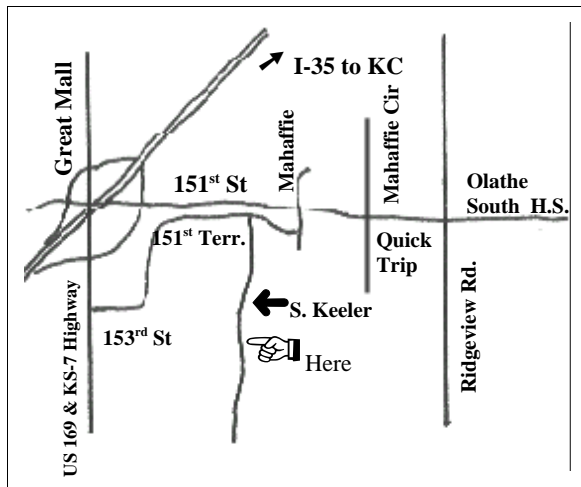 I-35 to KC
Great Mall
Mahaffie
Mahaffie Cir
151st St
Olathe
South H.S.
151st Terr.
Quick
Trip
S. Keeler
153rd St
Here
US 169 & KS-7 Highway
Ridgeview Rd.